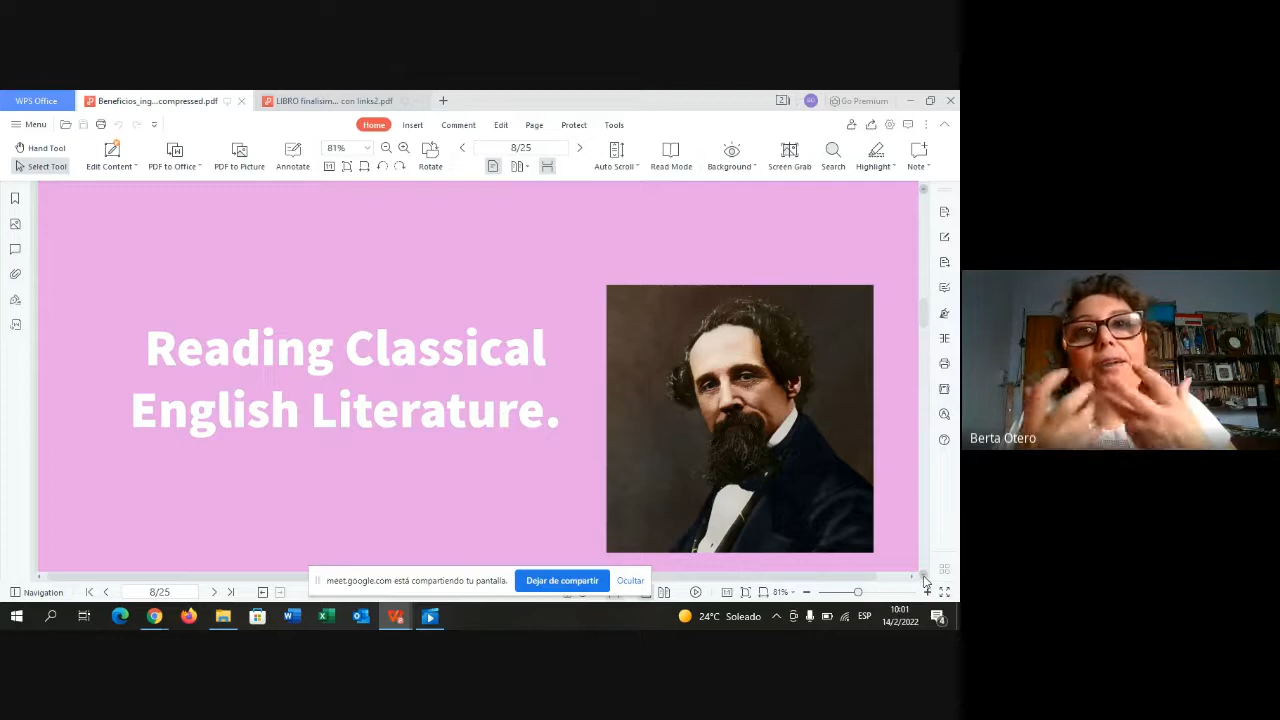 WPS Office
Beneficios_ing...compressed.pdf
LIBRO finalisim... con links2.pdf
2
Go Premium
Menu
Home
Insert
Comment
Edit
Page
Protect
Tools
Hand Tool
Select Tool
Edit Content
PDF to Office
PDF to Picture
Annotate
81%
Rotate
8/25
Auto Scroll
Read Mode
Background
Screen Grab
Search
Highlight
Note
Reading Classical
English Literature.
Berta Otero
meet.google.com está compartiendo tu pantalla.
Dejar de compartir
Ocultar
Navigation
8/25
81%
24°C Soleado
ESP
10:01
14/2/2022
4